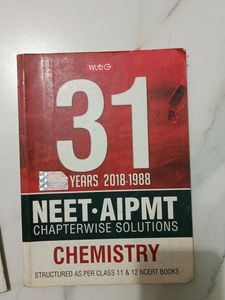 mtG
31
YEARS 2018-1988
NEET·AIPMT
CHAPTERWISE SOLUTIONS
CHEMISTRY
STRUCTURED AS PER CLASS 11 & 12 NCERT BOOKS